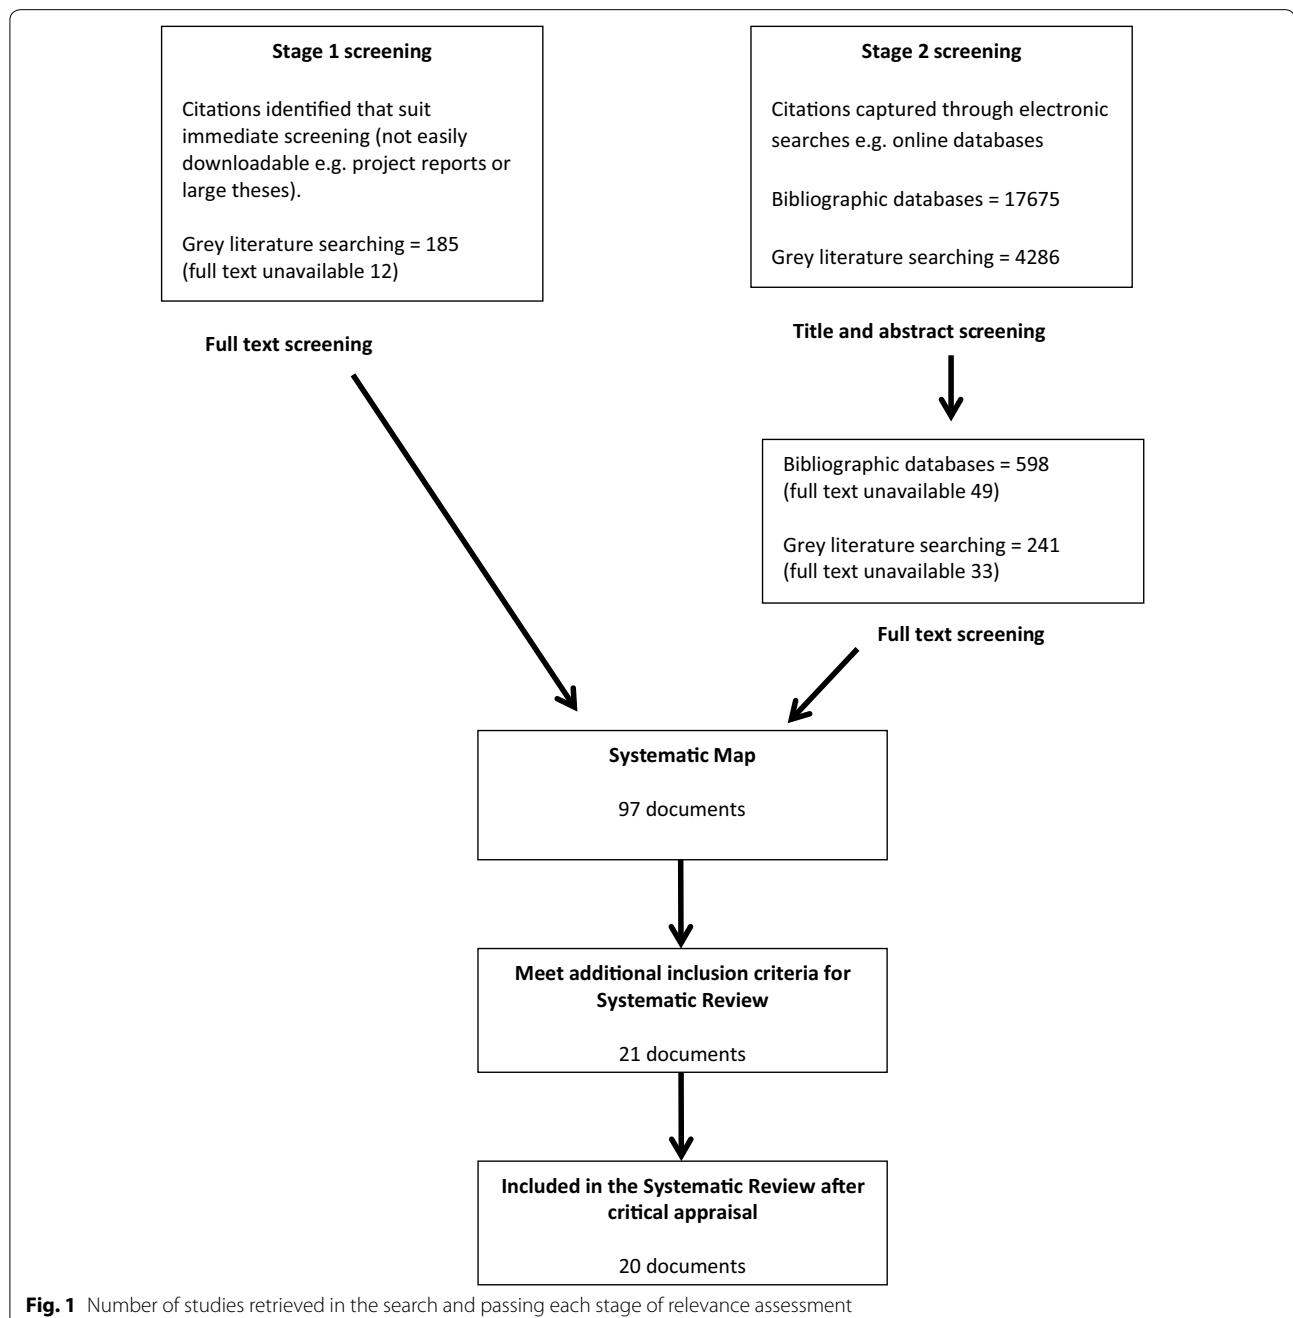 Stage 1 screening
Citations identified that suit
immediate screening (not easily
downloadable e.g. project reports or
large theses).
Grey literature searching = 185
(full text unavailable 12)
Full text screening
Stage 2 screening
Citations captured through electronic
searches e.g. online databases
Bibliographic databases = 17675
Grey literature searching = 4286
Title and abstract screening
Bibliographic databases = 598
(full text unavailable 49)
Grey literature searching = 241
(full text unavailable 33)
Full text screening
Systematic Map
97 documents
Meet additional inclusion criteria for
Systematic Review
21 documents
Included in the Systematic Review after
critical appraisal
20 documents
Fig. 1 Number of studies retrieved in the search and passing each stage of relevance assessment